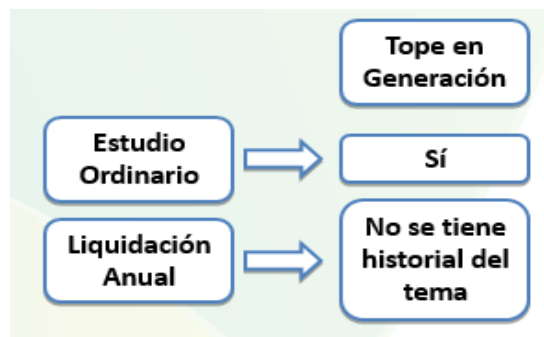 Tope en
Generación
Estudio
Ordinario
Sí
Liquidación
Anual
No se tiene
historial del
tema